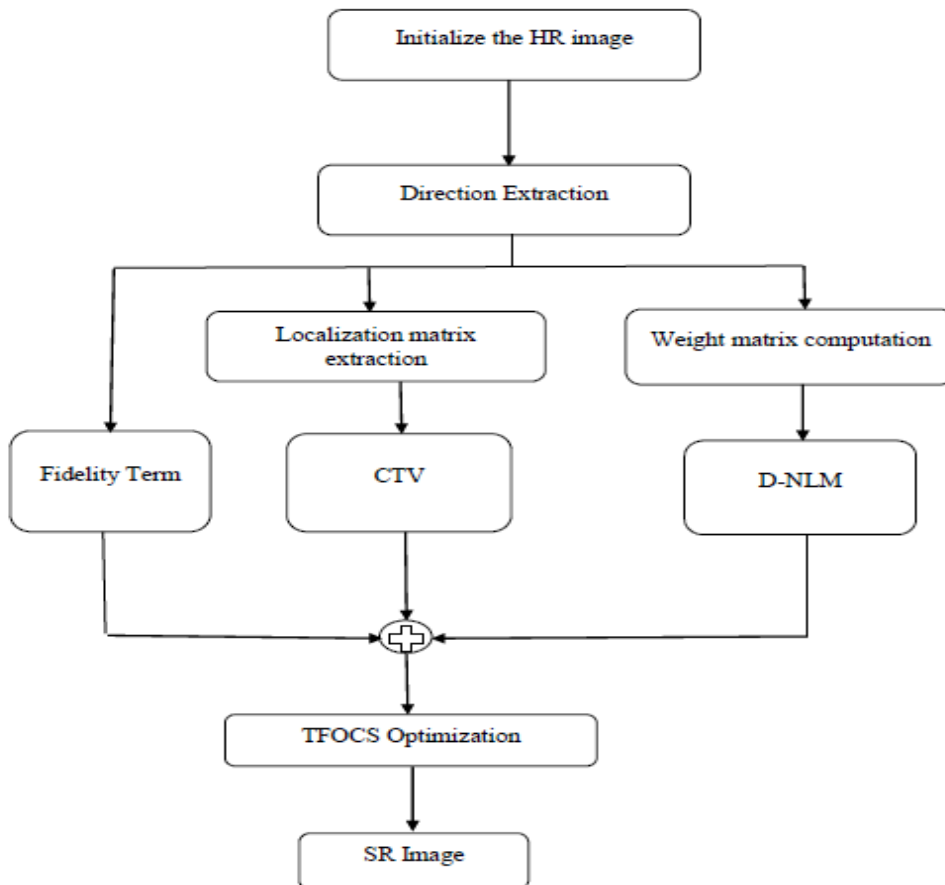 Initialize the HR image
Direction Extraction
Localization matrix
extraction
Weight matrix computation
Fidelity Term
CTV
D-NLM
TFOCS Optimization
SR Image